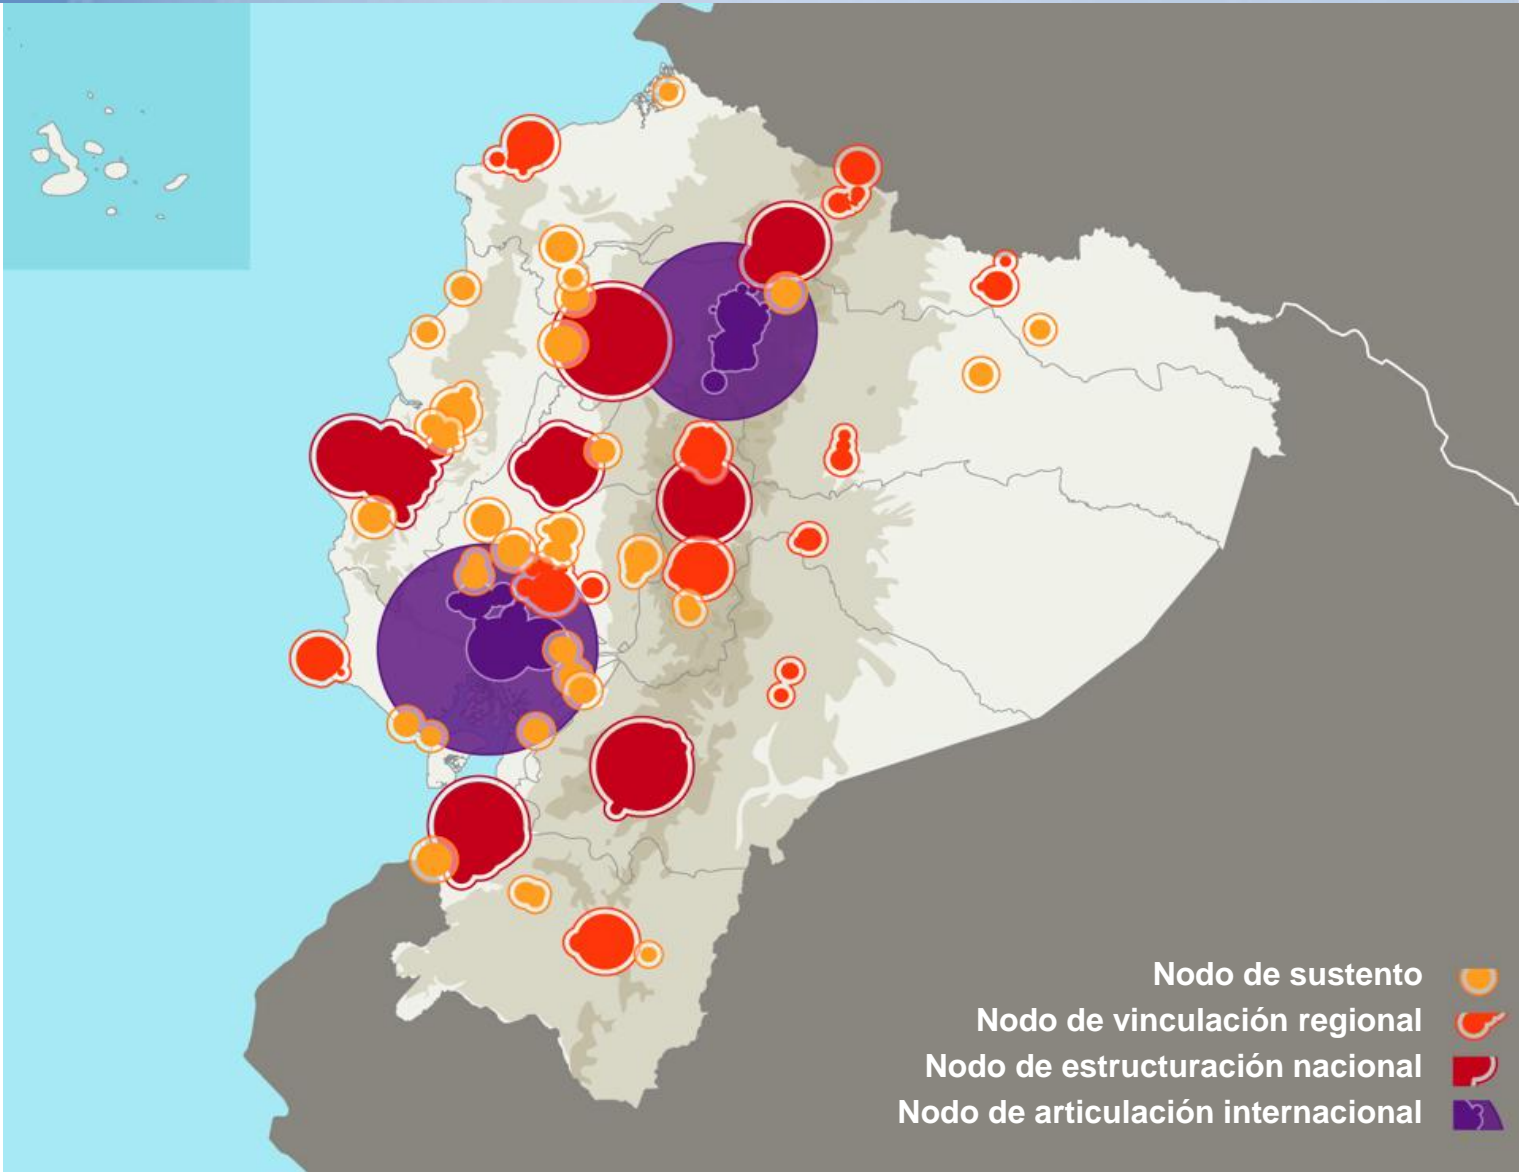 Nodo de sustento
Nodo de vinculación regional
Nodo de estructuración nacional
Nodo de articulación internacional